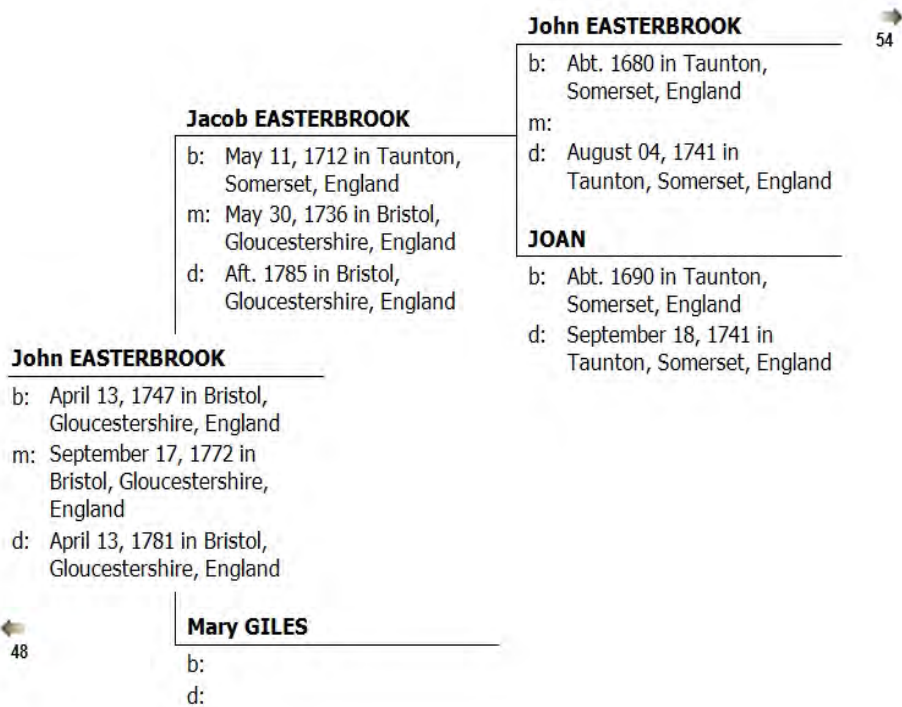 John EASTERBROOK
54
b: Abt. 1680 in Taunton,
Somerset, England
m:
d: August 04, 1741 in
Taunton, Somerset, England
Jacob EASTERBROOK
b: May 11, 1712 in Taunton,
Somerset, England
m: May 30, 1736 in Bristol,
Gloucestershire, England
d: Aft. 1785 in Bristol,
Gloucestershire, England
JOAN
b: Abt. 1690 in Taunton,
Somerset, England
d: September 18, 1741 in
Taunton, Somerset, England
John EASTERBROOK
b: April 13, 1747 in Bristol,
Gloucestershire, England
m: September 17, 1772 in
Bristol, Gloucestershire,
England
d: April 13, 1781 in Bristol,
Gloucestershire, England
48
Mary GILES
b:
d: